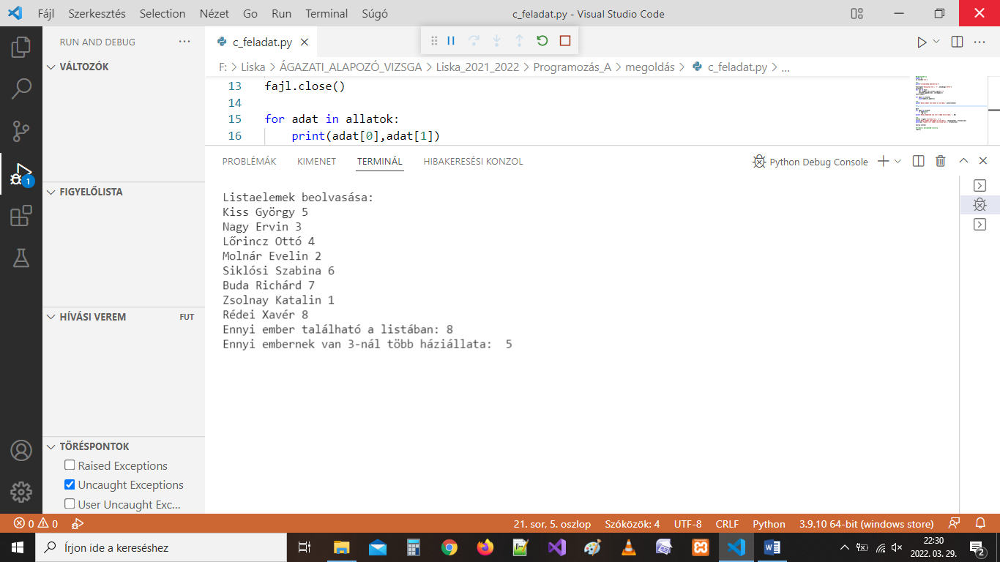 Fájl Szerkesztés Selection Nézet Go Run Terminal Súgó c_feladat.py - Visual Studio Code
RUN AND DEBUG ···
c_feladat.py
VÁLTOZÓK
F: > Liska > ÁGAZATI_ALAPOZÓ_VIZSGA > Liska_2021_2022 > Programozás_A > megoldás > c_feladat.py > ...
13 fajl.close()
14
15 for adat in allatok:
16 print(adat[0],adat[1])
PROBLÉMÁK KIMENET TERMINÁL HIBAKERESÉSI KONZOL Python Debug Console
1
FIGYELŐLISTA
Listaelemek beolvasása:
Kiss György 5
Nagy Ervin 3
Lőrincz Ottó 4
Molnár Evelin 2
Siklósi Szabina 6
Buda Richárd 7
Zsolnay Katalin 1
Rédei Xavér 8
Ennyi ember található a listában: 8
Ennyi embernek van 3-nál több háziállata:  5
HÍVÁSI VEREM FUT
TÖRÉSPONTOK
Raised Exceptions
Uncaught Exceptions
User Uncaught Exc...
0 0 21. sor, 5. oszlop Szóközök: 4 UTF-8 CRLF Python 3.9.10 64-bit (windows store)
Írjon ide a kereséshez
22:30
2022. 03. 29.
2